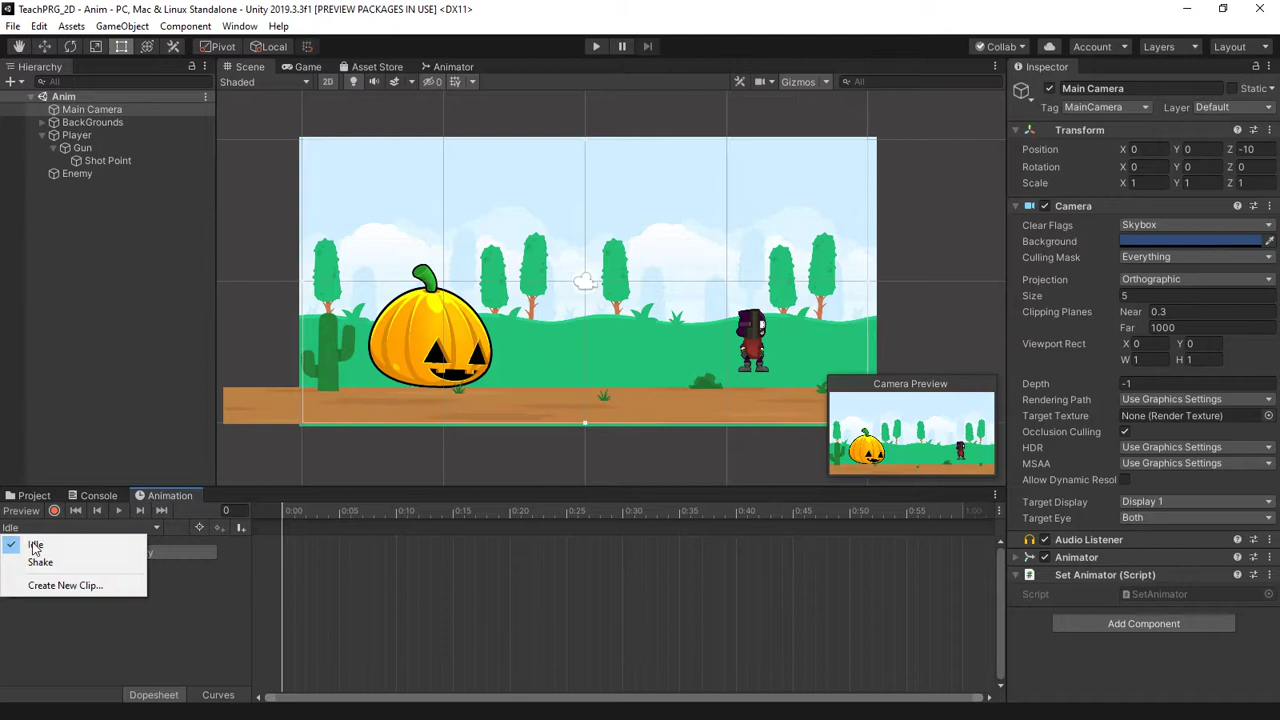 TeachPRG_2D - Anim - PC, Mac & Linux Standalone - Unity 2019.3.3f1 [PREVIEW PACKAGES IN USE] <DX11>
File Edit Assets GameObject Component Window Help
Pivot Local Collab Account Layers Layout
Hierarchy Scene Game Asset Store Animator Inspector
All Shaded 2D 0 Gizmos All Main Camera Static
Anim
Tag MainCamera Layer Default
Main Camera
BackGrounds
Player
Gun
Shot Point
Enemy
Transform
Position X 0 Y 0 Z -10
Rotation X 0 Y 0 Z 0
Scale X 1 Y 1 Z 1
Camera
Clear Flags Skybox
Background
Culling Mask Everything
Projection Orthographic
Size 5
Clipping Planes Near 0.3
Far 1000
Viewport Rect X 0 Y 0
W 1 H 1
Camera Preview
Depth -1
Rendering Path Use Graphics Settings
Target Texture None (Render Texture)
Occlusion Culling
HDR Use Graphics Settings
MSAA Use Graphics Settings
Allow Dynamic Resol
Target Display Display 1
Target Eye Both
Audio Listener
Animator
Set Animator (Script)
Script SetAnimator
Add Component
Project Console Animation
Preview 0 0:00 0:05 0:10 0:15 0:20 0:25 0:30 0:35 0:40 0:45 0:50 0:55 1:00
Idle
Idle
Shake
Create New Clip...
Dopesheet Curves